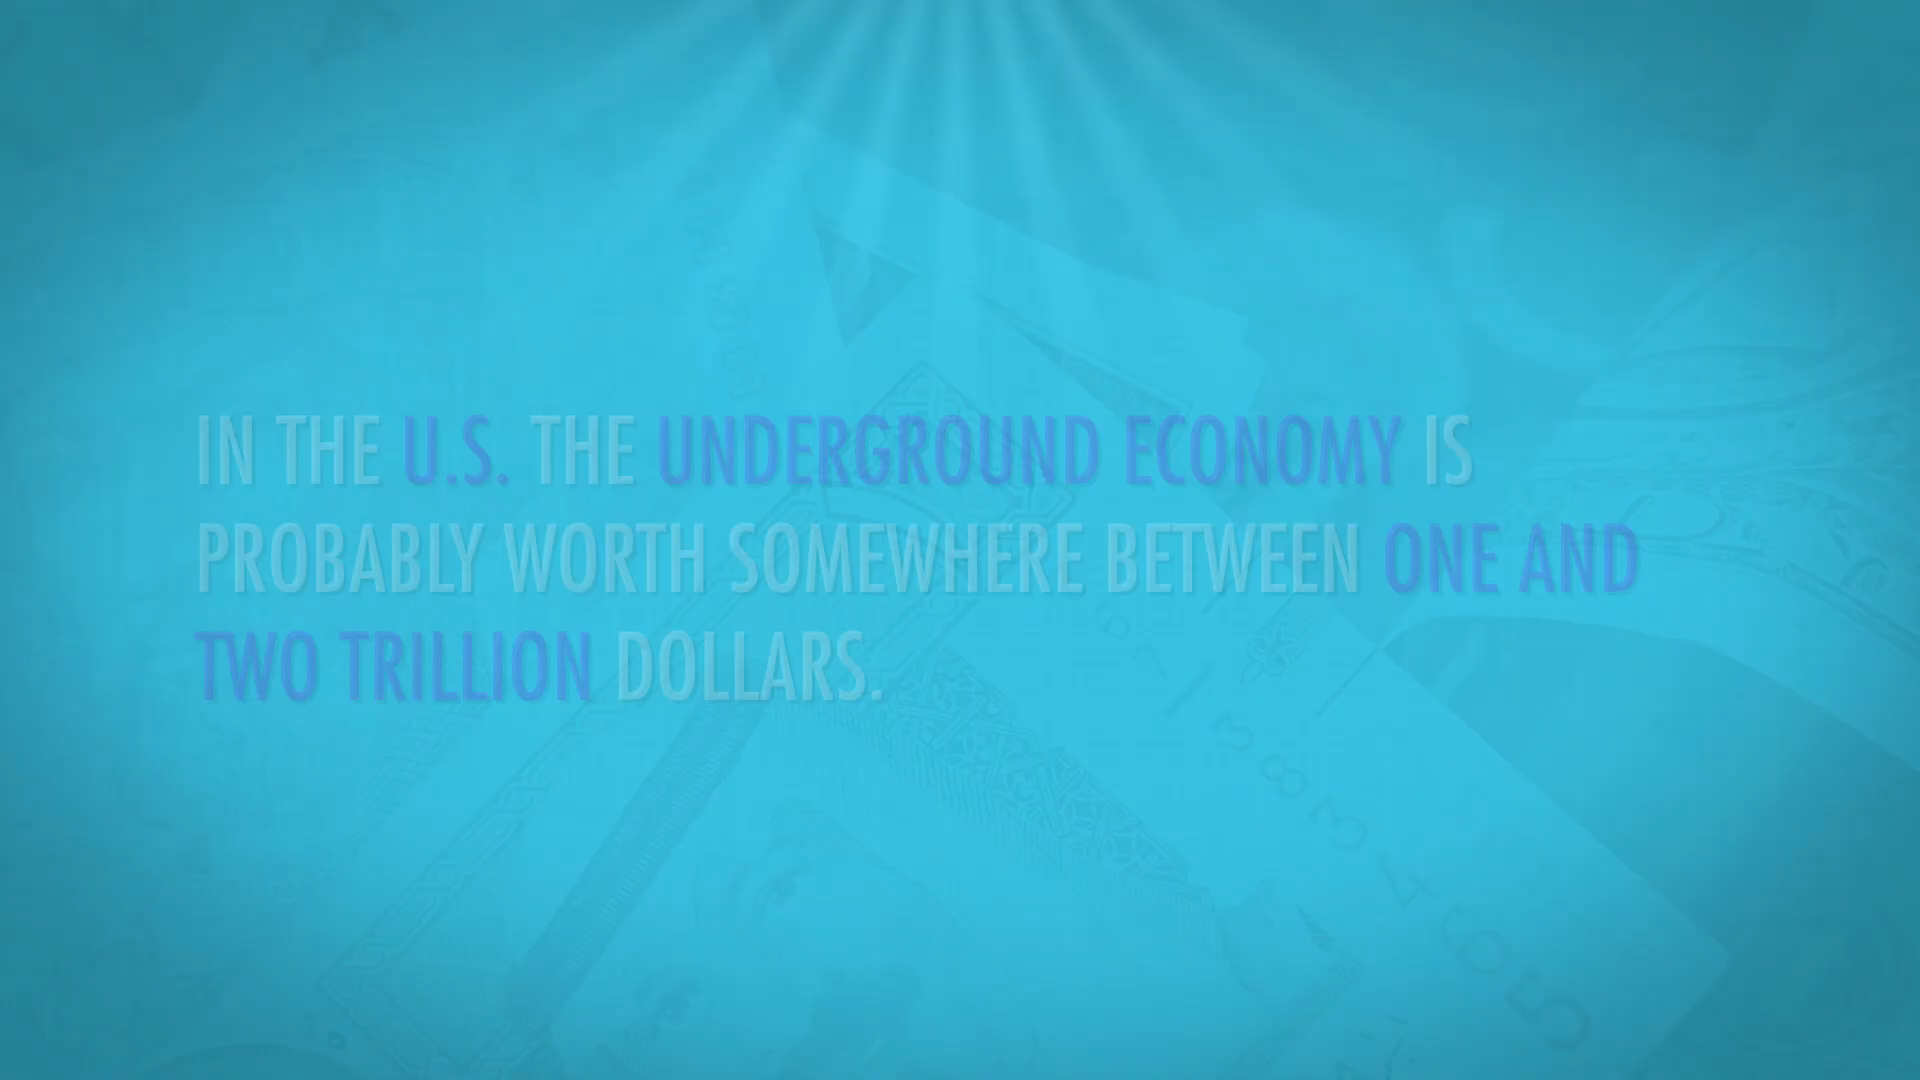 IN THE U.S. THE UNDERGROUND ECONOMY IS
PROBABLY WORTH SOMEWHERE BETWEEN ONE AND
TWO TRILLION DOLLARS.